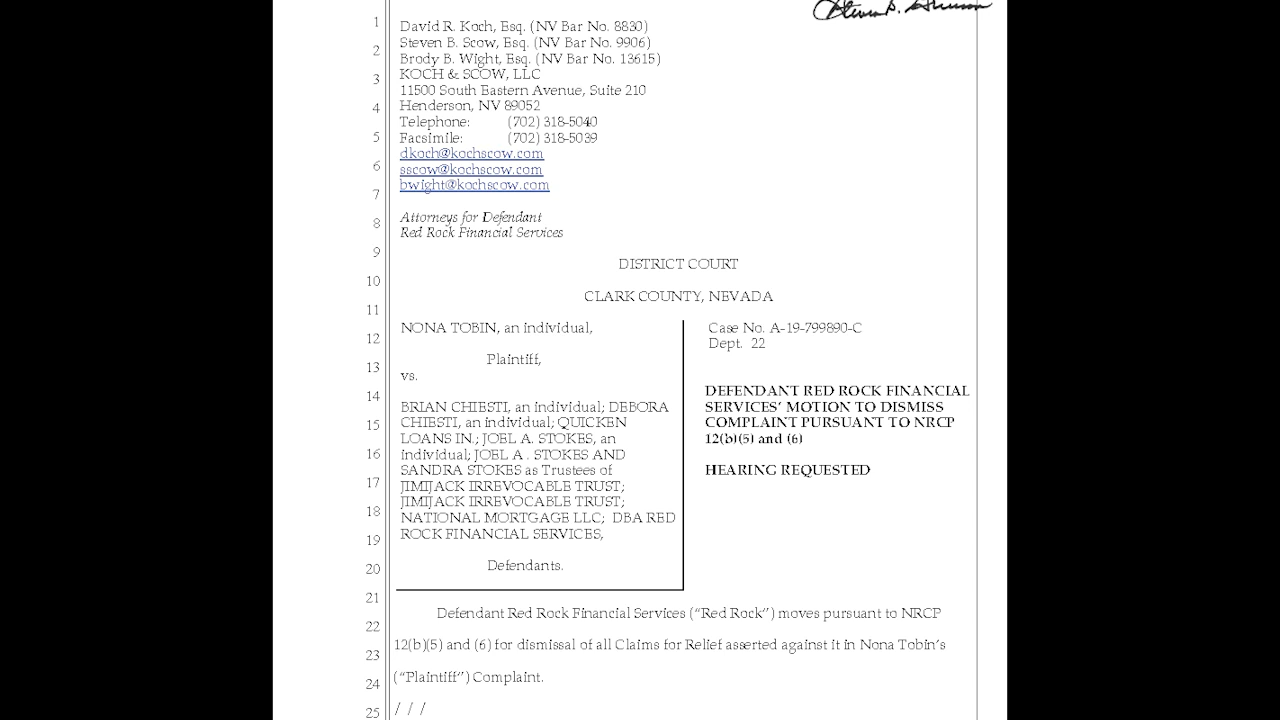 1
David R. Koch, Esq. (NV Bar No. 8830)
Steven B. Scow, Esq. (NV Bar No. 9906)
2
Brody B. Wight, Esq. (NV Bar No. 13615)
3
KOCH & SCOW, LLC
11500 South Eastern Avenue, Suite 210
4
Henderson, NV 89052
Telephone: (702) 318-5040
5
Facsimile: (702) 318-5039
dkoch@kochscow.com
6
sscow@kochscow.com
bwight@kochscow.com
7
8
Attorneys for Defendant
Red Rock Financial Services
9
DISTRICT COURT
10
CLARK COUNTY, NEVADA
11
12
NONA TOBIN, an individual,
Plaintiff,
13
vs.
14
BRIAN CHIESTI, an individual; DEBORA
15
CHIESTI, an individual; QUICKEN
LOANS IN.; JOEL A. STOKES, an
16
individual; JOEL A . STOKES AND
SANDRA STOKES as Trustees of
17
JIMIJACK IRREVOCABLE TRUST;
JIMIJACK IRREVOCABLE TRUST;
18
NATIONAL MORTGAGE LLC; DBA RED
19
ROCK FINANCIAL SERVICES,
20
Defendants.
Case No. A-19-799890-C
Dept. 22
DEFENDANT RED ROCK FINANCIAL
SERVICES’ MOTION TO DISMISS
COMPLAINT PURSUANT TO NRCP
12(b)(5) and (6)
HEARING REQUESTED
21
Defendant Red Rock Financial Services (“Red Rock”) moves pursuant to NRCP
22
12(b)(5) and (6) for dismissal of all Claims for Relief asserted against it in Nona Tobin’s
23
(“Plaintiff”) Complaint.
24
/ / /
25